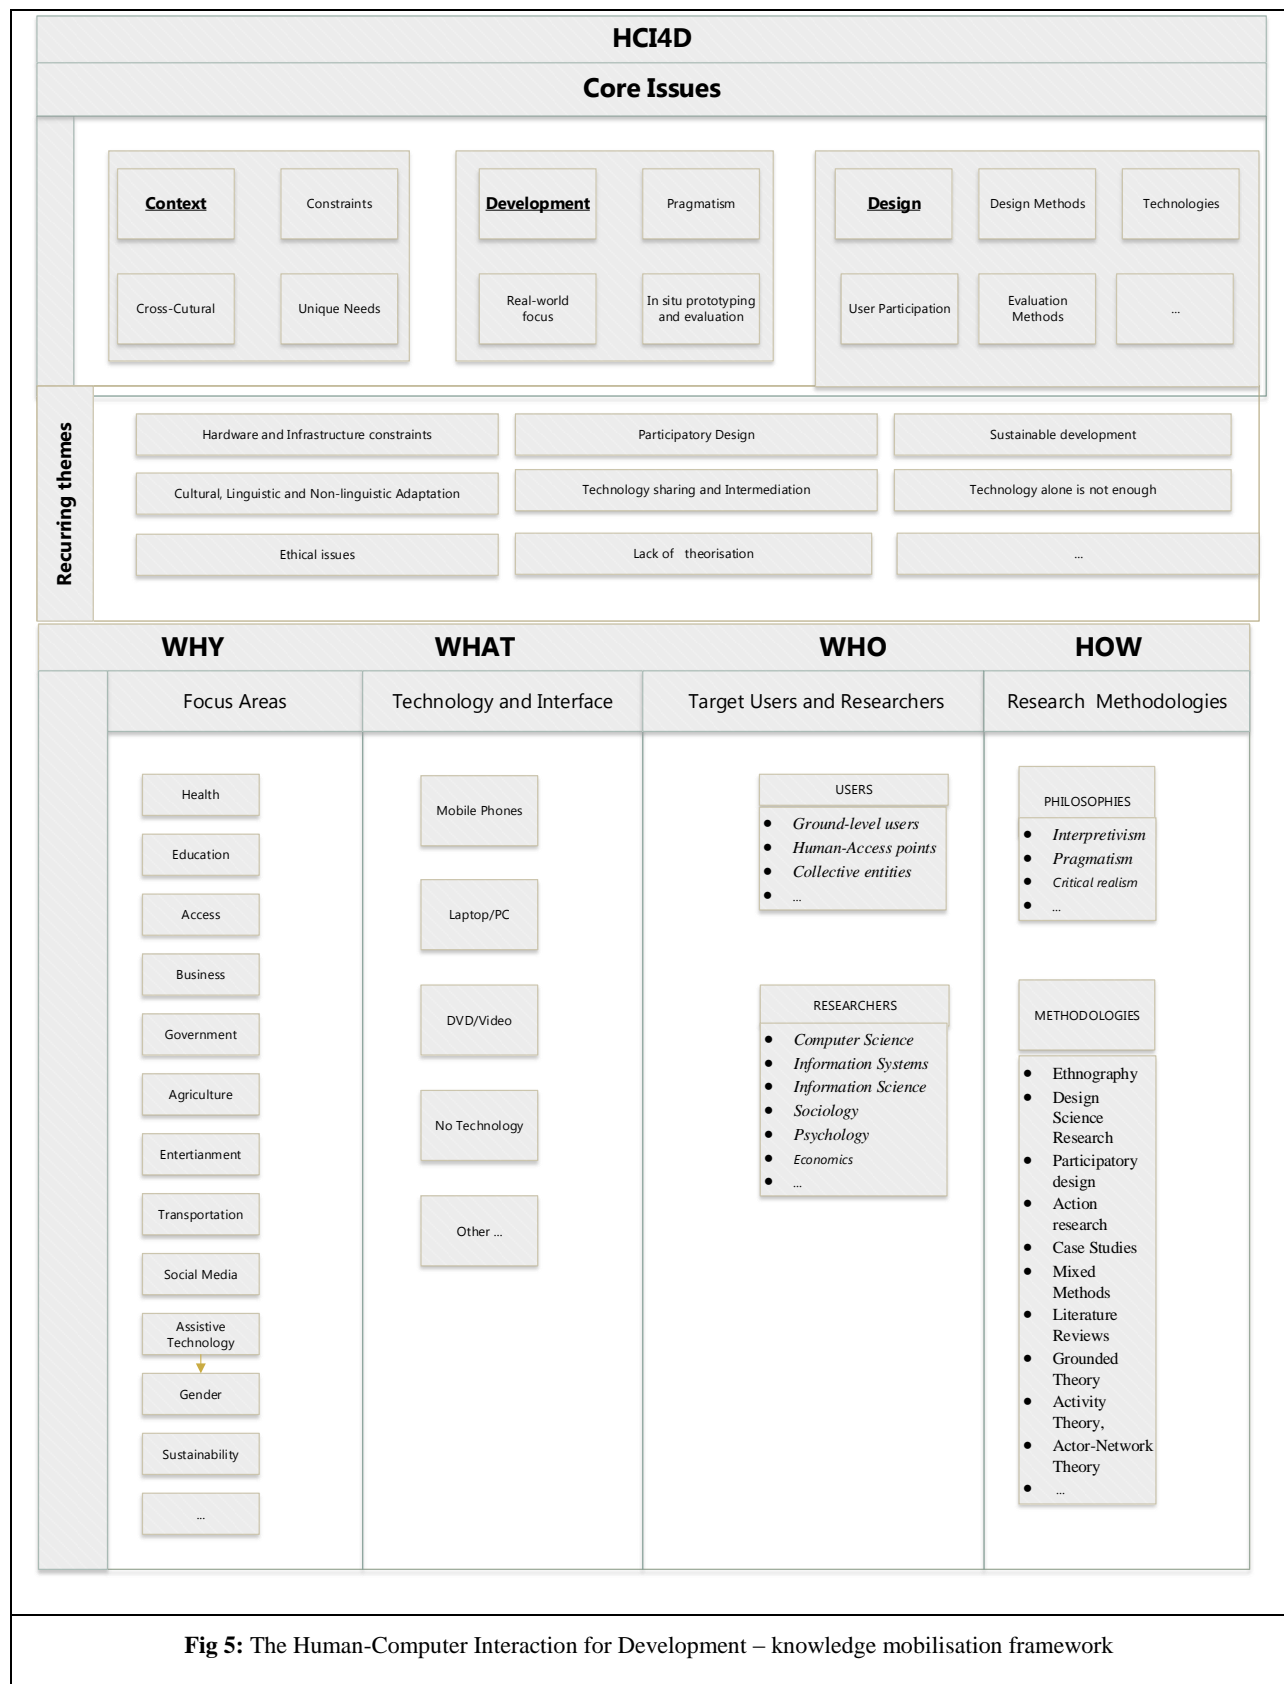 HCI4D
Core Issues
Context
Constraints
Cross-Cutural
Unique Needs
Development
Pragmatism
Real-world
focus
In situ prototyping
and evaluation
Design
Design Methods
Technologies
User Participation
Evaluation
Methods
...
Recurring themes
Hardware and Infrastructure constraints
Participatory Design
Sustainable development
Cultural, Linguistic and Non-linguistic Adaptation
Technology sharing and Intermediation
Technology alone is not enough
Ethical issues
Lack of theorisation
...
WHY
WHAT
WHO
HOW
Focus Areas
Technology and Interface
Target Users and Researchers
Research Methodologies
Health
Education
Access
Business
Government
Agriculture
Entertianment
Transportation
Social Media
Assistive
Technology
Gender
Sustainability
...
Mobile Phones
Laptop/PC
DVD/Video
No Technology
Other ...
USERS
● Ground-level users
● Human-Access points
● Collective entities
● ...
RESEARCHERS
● Computer Science
● Information Systems
● Information Science
● Sociology
● Psychology
● Economics
● ...
PHILOSOPHIES
● Interpretivism
● Pragmatism
● Critical realism
● ...
METHODOLOGIES
● Ethnography
● Design
Science
Research
● Participatory
design
● Action
research
● Case Studies
● Mixed
Methods
● Literature
Reviews
● Grounded
Theory
● Activity
Theory,
● Actor-Network
Theory
● ...
Fig 5: The Human-Computer Interaction for Development – knowledge mobilisation framework